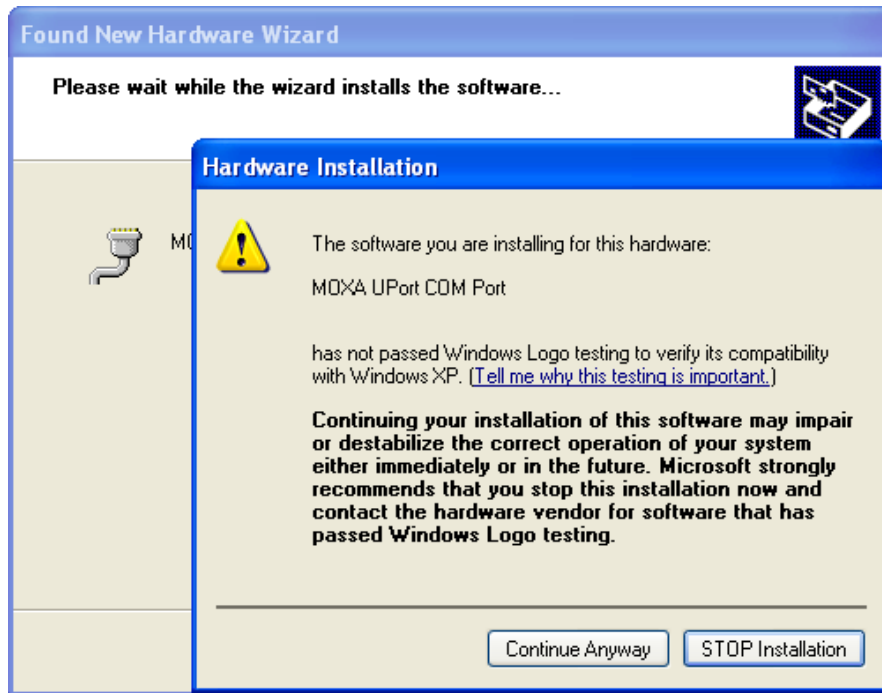 Found New Hardware Wizard
Please wait while the wizard installs the software...
Hardware Installation
The software you are installing for this hardware:
MOXA UPort COM Port
has not passed Windows Logo testing to verify its compatibility
with Windows XP. (Tell me why this testing is important.)
Continuing your installation of this software may impair
or destabilize the correct operation of your system
either immediately or in the future. Microsoft strongly
recommends that you stop this installation now and
contact the hardware vendor for software that has
passed Windows Logo testing.
Continue Anyway
STOP Installation